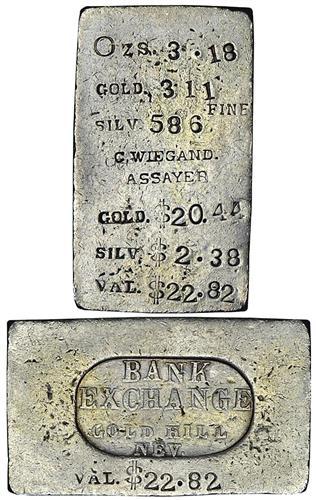 OZS. 3.18
GOLD. 311
FINE
SILV. 586
C. WIEGAND.
ASSAYER
GOLD. $20.44
SILV. $2.38
VAL. $22.82
BANK
EXCHANGE
GOLD HILL
NEV.
VAL. $22.82